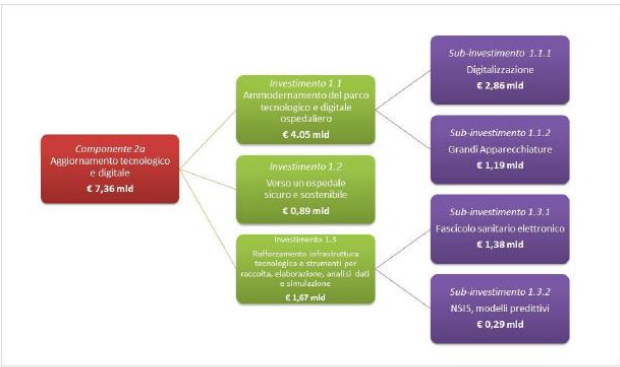 Componente 2a
Aggiornamento tecnologico
e digitale
€ 7,36 mld
Investimento 1.1
Ammodernamento del parco
tecnologico e digitale
ospedaliero
€ 4.05 mld
Investimento 1.2
Verso un ospedale
sicuro e sostenibile
€ 0,89 mld
Investimento 1.3
Rafforzamento infrastruttura
tecnologica e strumenti per
raccolta, elaborazione, analisi dati
e simulazione
€ 1,67 mld
Sub-investimento 1.1.1
Digitalizzazione
€ 2,86 mld
Sub-investimento 1.1.2
Grandi Apparecchiature
€ 1,19 mld
Sub-investimento 1.3.1
Fascicolo sanitario elettronico
€ 1,38 mld
Sub-investimento 1.3.2
NSIS, modelli predittivi
€ 0,29 mld